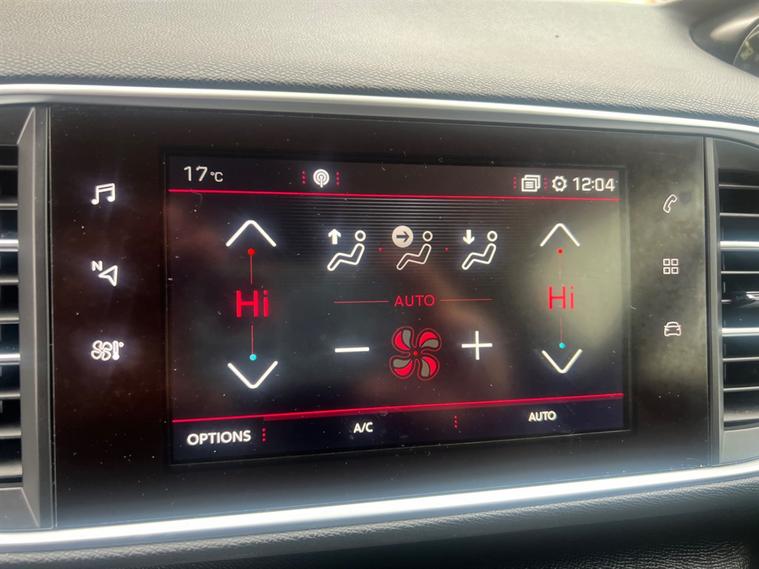 17°C
12:04
N
Hi
Hi
AUTO
OPTIONS
A/C
AUTO